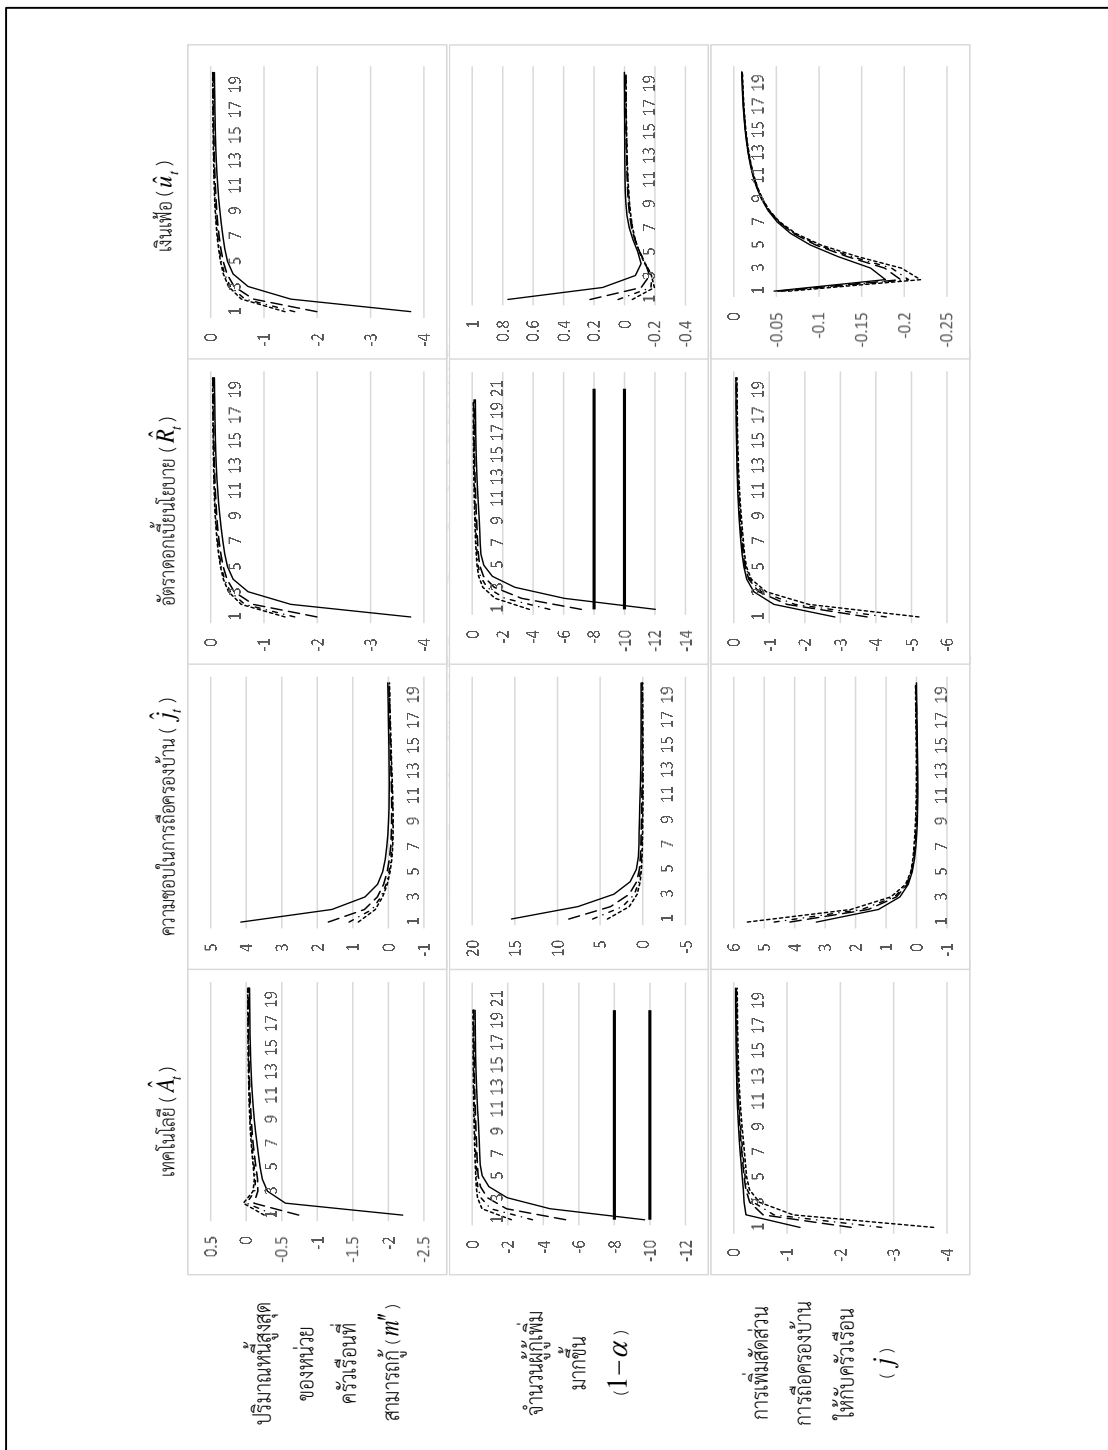 เทคโนโลยี ($\hat{A}_t$)
ความชอบในการถือครองบ้าน ($\hat{j}_t$)
อัตราดอกเบี้ยนโยบาย ($\hat{R}_t$)
เงินเฟ้อ ($\hat{u}_t$)
ปริมาณหนี้สูงสุด
ของหน่วย
ครัวเรือนที่
สามารถกู้ ($m''$)
0.5
0
-0.5
-1
-1.5
-2
-2.5
1 3 5 7 9 11 13 15 17 19
5
4
3
2
1
0
-1
1 3 5 7 9 11 13 15 17 19
0
-1
-2
-3
-4
1 3 5 7 9 11 13 15 17 19
0
-1
-2
-3
-4
1 3 5 7 9 11 13 15 17 19
จำนวนผู้กู้เพิ่ม
มากขึ้น
($1-\alpha$)
0
-2
-4
-6
-8
-10
-12
1 3 5 7 9 11 13 15 17 19 21
20
15
10
5
0
-5
1 3 5 7 9 11 13 15 17 19
0
-2
-4
-6
-8
-10
-12
-14
1 3 5 7 9 11 13 15 17 19 21
1
0.8
0.6
0.4
0.2
0
-0.2
-0.4
1 3 5 7 9 11 13 15 17 19
การเพิ่มสัดส่วน
การถือครองบ้าน
ให้กับครัวเรือน
($j$)
0
-1
-2
-3
-4
1 3 5 7 9 11 13 15 17 19
6
5
4
3
2
1
0
-1
1 3 5 7 9 11 13 15 17 19
0
-1
-2
-3
-4
-5
-6
1 3 5 7 9 11 13 15 17 19
0
-0.05
-0.1
-0.15
-0.2
-0.25
1 3 5 7 9 11 13 15 17 19